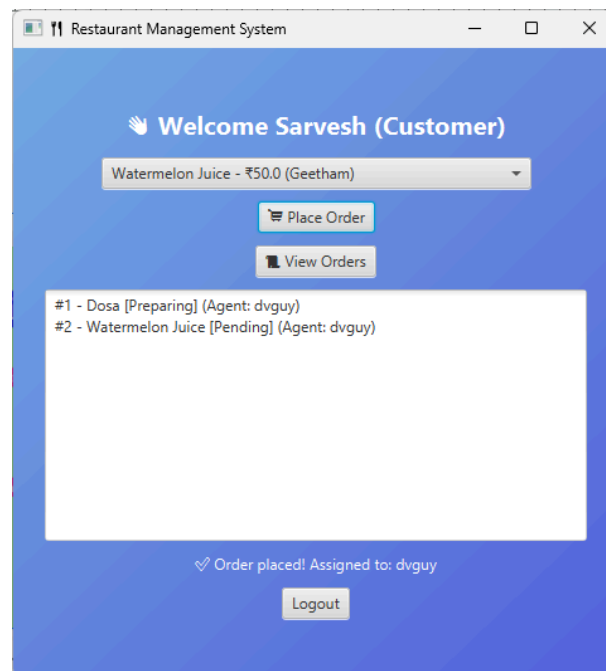 Restaurant Management System
Welcome Sarvesh (Customer)
Watermelon Juice - ₹50.0 (Geetham)
Place Order
View Orders
#1 - Dosa [Preparing] (Agent: dvguy)
#2 - Watermelon Juice [Pending] (Agent: dvguy)
Order placed! Assigned to: dvguy
Logout